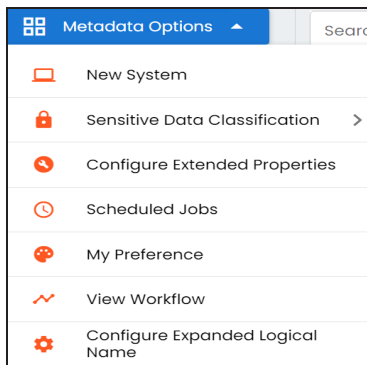 Metadata Options
Sear
New System
Sensitive Data Classification
Configure Extended Properties
Scheduled Jobs
My Preference
View Workflow
Configure Expanded Logical
Name